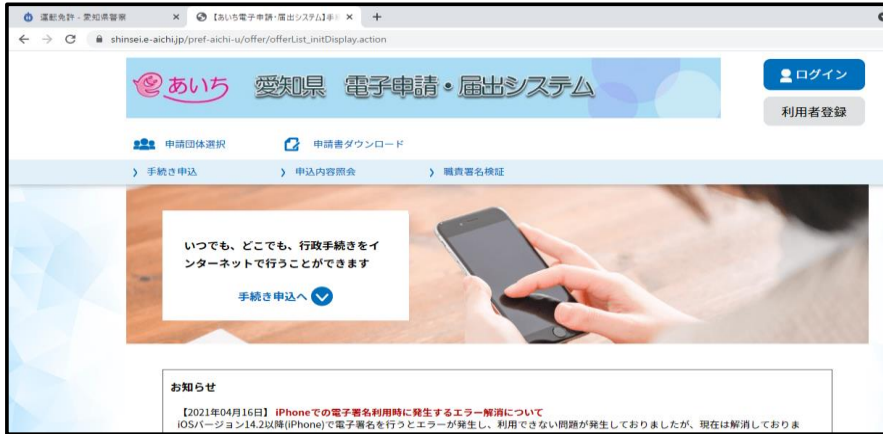 運転免許 - 愛知県警察
【あいち電子申請・届出システム】手
shinsei.e-aichi.jp/pref-aichi-u/offer/offerList_initDisplay.action
あいち 愛知県 電子申請・届出システム
ログイン
利用者登録
申請団体選択 申請書ダウンロード
手続き申込 申込内容照会 職責署名検証
いつでも、どこでも、行政手続きをイ
ンターネットで行うことができます
手続き申込へ
お知らせ
【2021年04月16日】 iPhoneでの電子署名利用時に発生するエラー解消について
iOSバージョン14.2以降(iPhone)で電子署名を行うとエラーが発生し、利用できない問題が発生しておりましたが、現在は解消しておりま